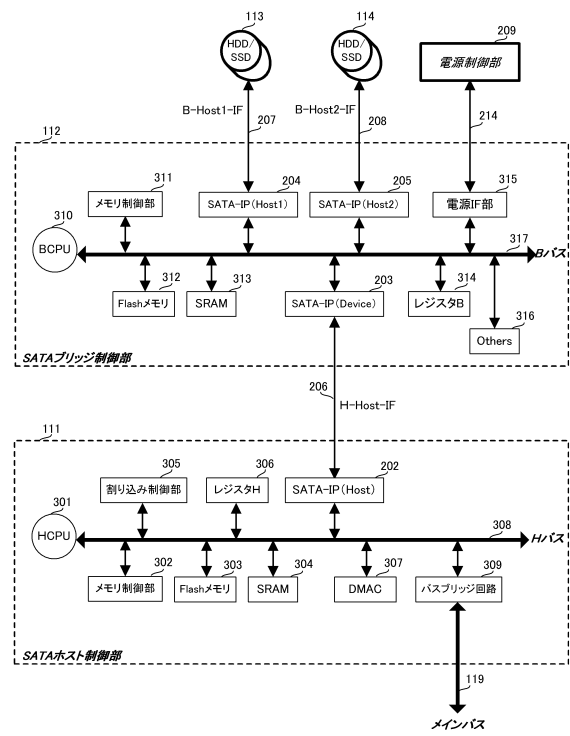 113
HDD/
SSD
114
HDD/
SSD
209
電源制御部
B-Host1-IF
207
B-Host2-IF
208
214
112
311
メモリ制御部
204
SATA-IP(Host1)
205
SATA-IP(Host2)
315
電源IF部
310
BCPU
317
Bバス
312
Flashメモリ
313
SRAM
203
SATA-IP(Device)
314
レジスタB
316
Others
SATAブリッジ制御部
206
H-Host-IF
111
305
割り込み制御部
306
レジスタH
202
SATA-IP(Host)
301
HCPU
308
Hバス
302
メモリ制御部
303
Flashメモリ
304
SRAM
307
DMAC
309
バスブリッジ回路
SATAホスト制御部
119
メインバス